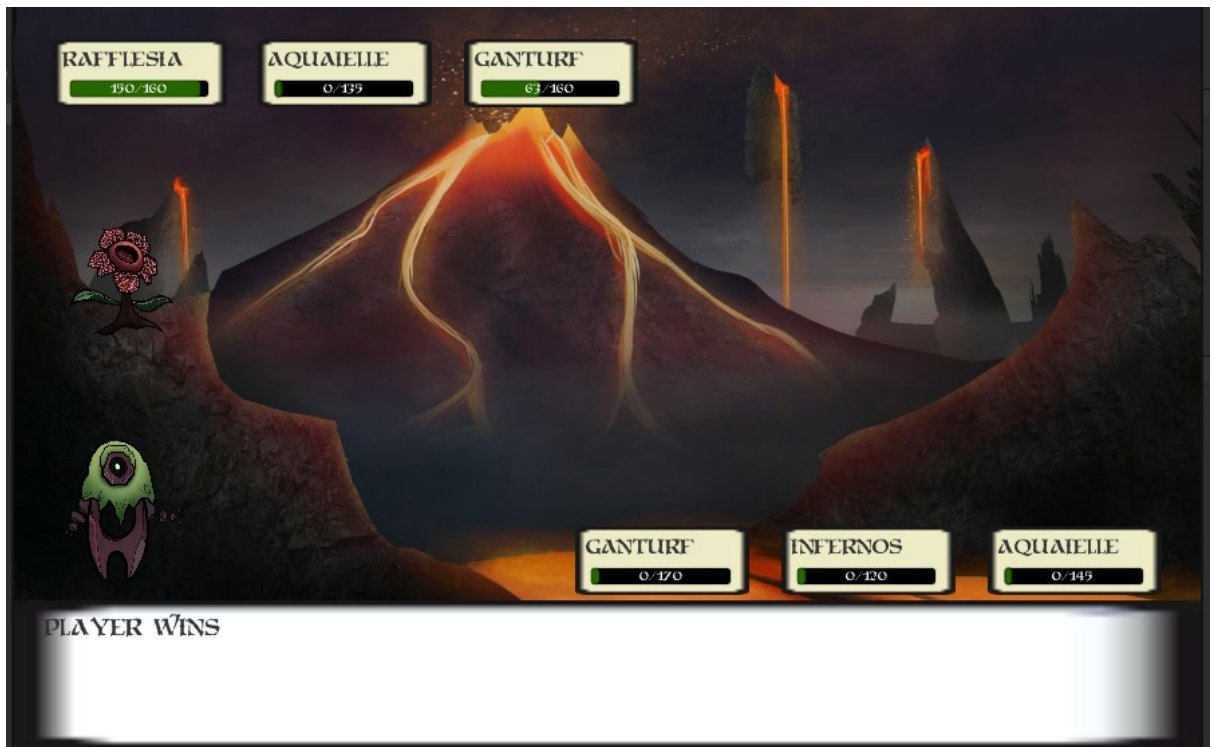 RAFFLESIA
150/160
AQUAIELLE
0/135
GANTURF
63/160
GANTURF
0/170
INFERNOS
0/120
AQUAIELLE
0/145
PLAYER WINS